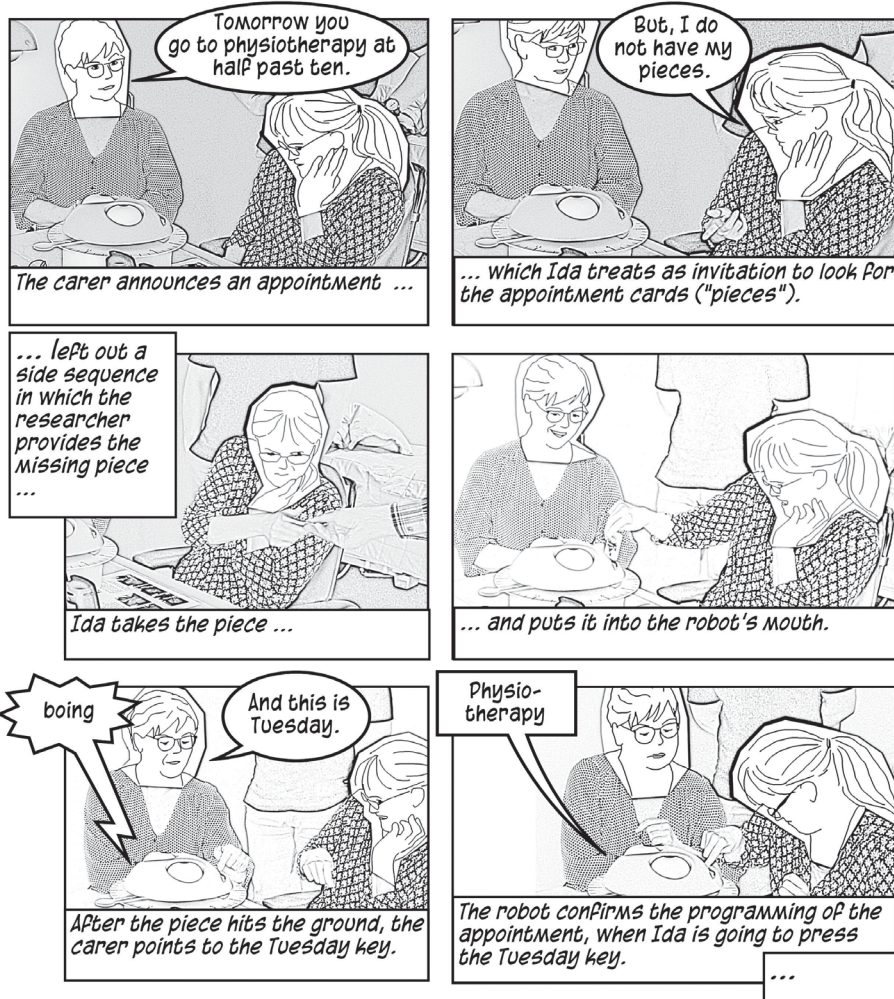 Tomorrow you
go to physiotherapy at
half past ten.
The carer announces an appointment ...
But, I do
not have my
pieces.
... which Ida treats as invitation to look for
the appointment cards ("pieces").
... left out a
side sequence
in which the
researcher
provides the
missing piece
...
Ida takes the piece ...
... and puts it into the robot's mouth.
boing
And this is
Tuesday.
After the piece hits the ground, the
carer points to the Tuesday key.
Physio-
therapy
The robot confirms the programming of the
appointment, when Ida is going to press
the Tuesday key.
...